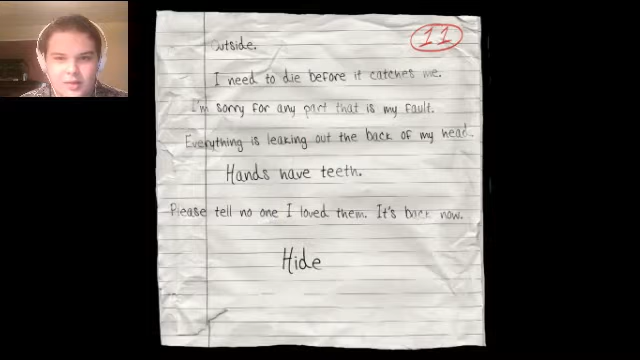 11
Outside.
I need to die before it catches me.
I'm sorry for any part that is my fault.
Everything is leaking out the back of my head.
Hands have teeth.
Please tell no one I loved them. It's back now.
Hide